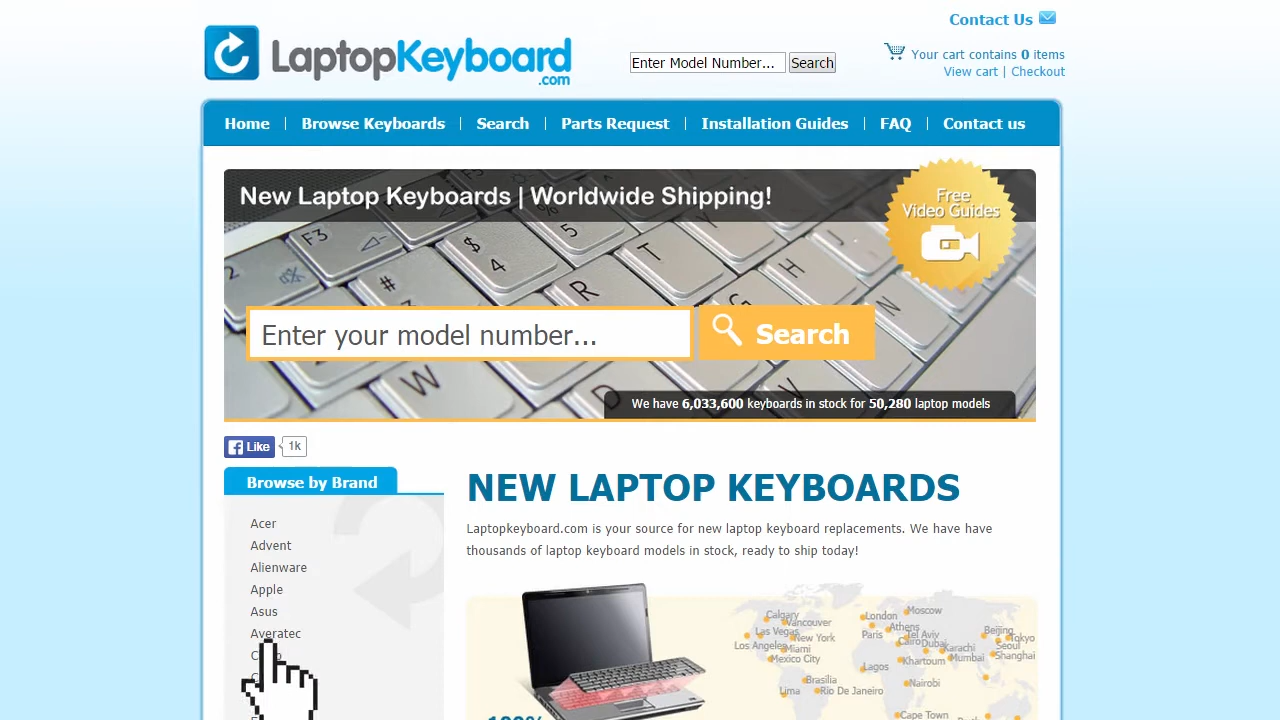 Contact Us
LaptopKeyboard
.com
Enter Model Number...
Search
Your cart contains 0 items
View cart | Checkout
Home
Browse Keyboards
Search
Parts Request
Installation Guides
FAQ
Contact us
New Laptop Keyboards | Worldwide Shipping!
Free
Video Guides
F3
%
5
$
4
T
2
#
R
H
N
Enter your model number...
Search
W
D
V
We have 6,033,600 keyboards in stock for 50,280 laptop models
Like
1k
Browse by Brand
NEW LAPTOP KEYBOARDS
Laptopkeyboard.com is your source for new laptop keyboard replacements. We have have
thousands of laptop keyboard models in stock, ready to ship today!
Acer
Advent
Alienware
Apple
Asus
Averatec
Calgary
Vancouver
Las Vegas
New York
Los Angeles
Miami
Mexico City
Brasília
Lima
Rio De Janeiro
London
Moscow
Paris
Athens
Tel Aviv
Cairo
Dubai
Karachi
Lagos
Khartoum
Mumbai
Nairobi
Cape Town
Beijing
Tokyo
Seoul
Shanghai
100%